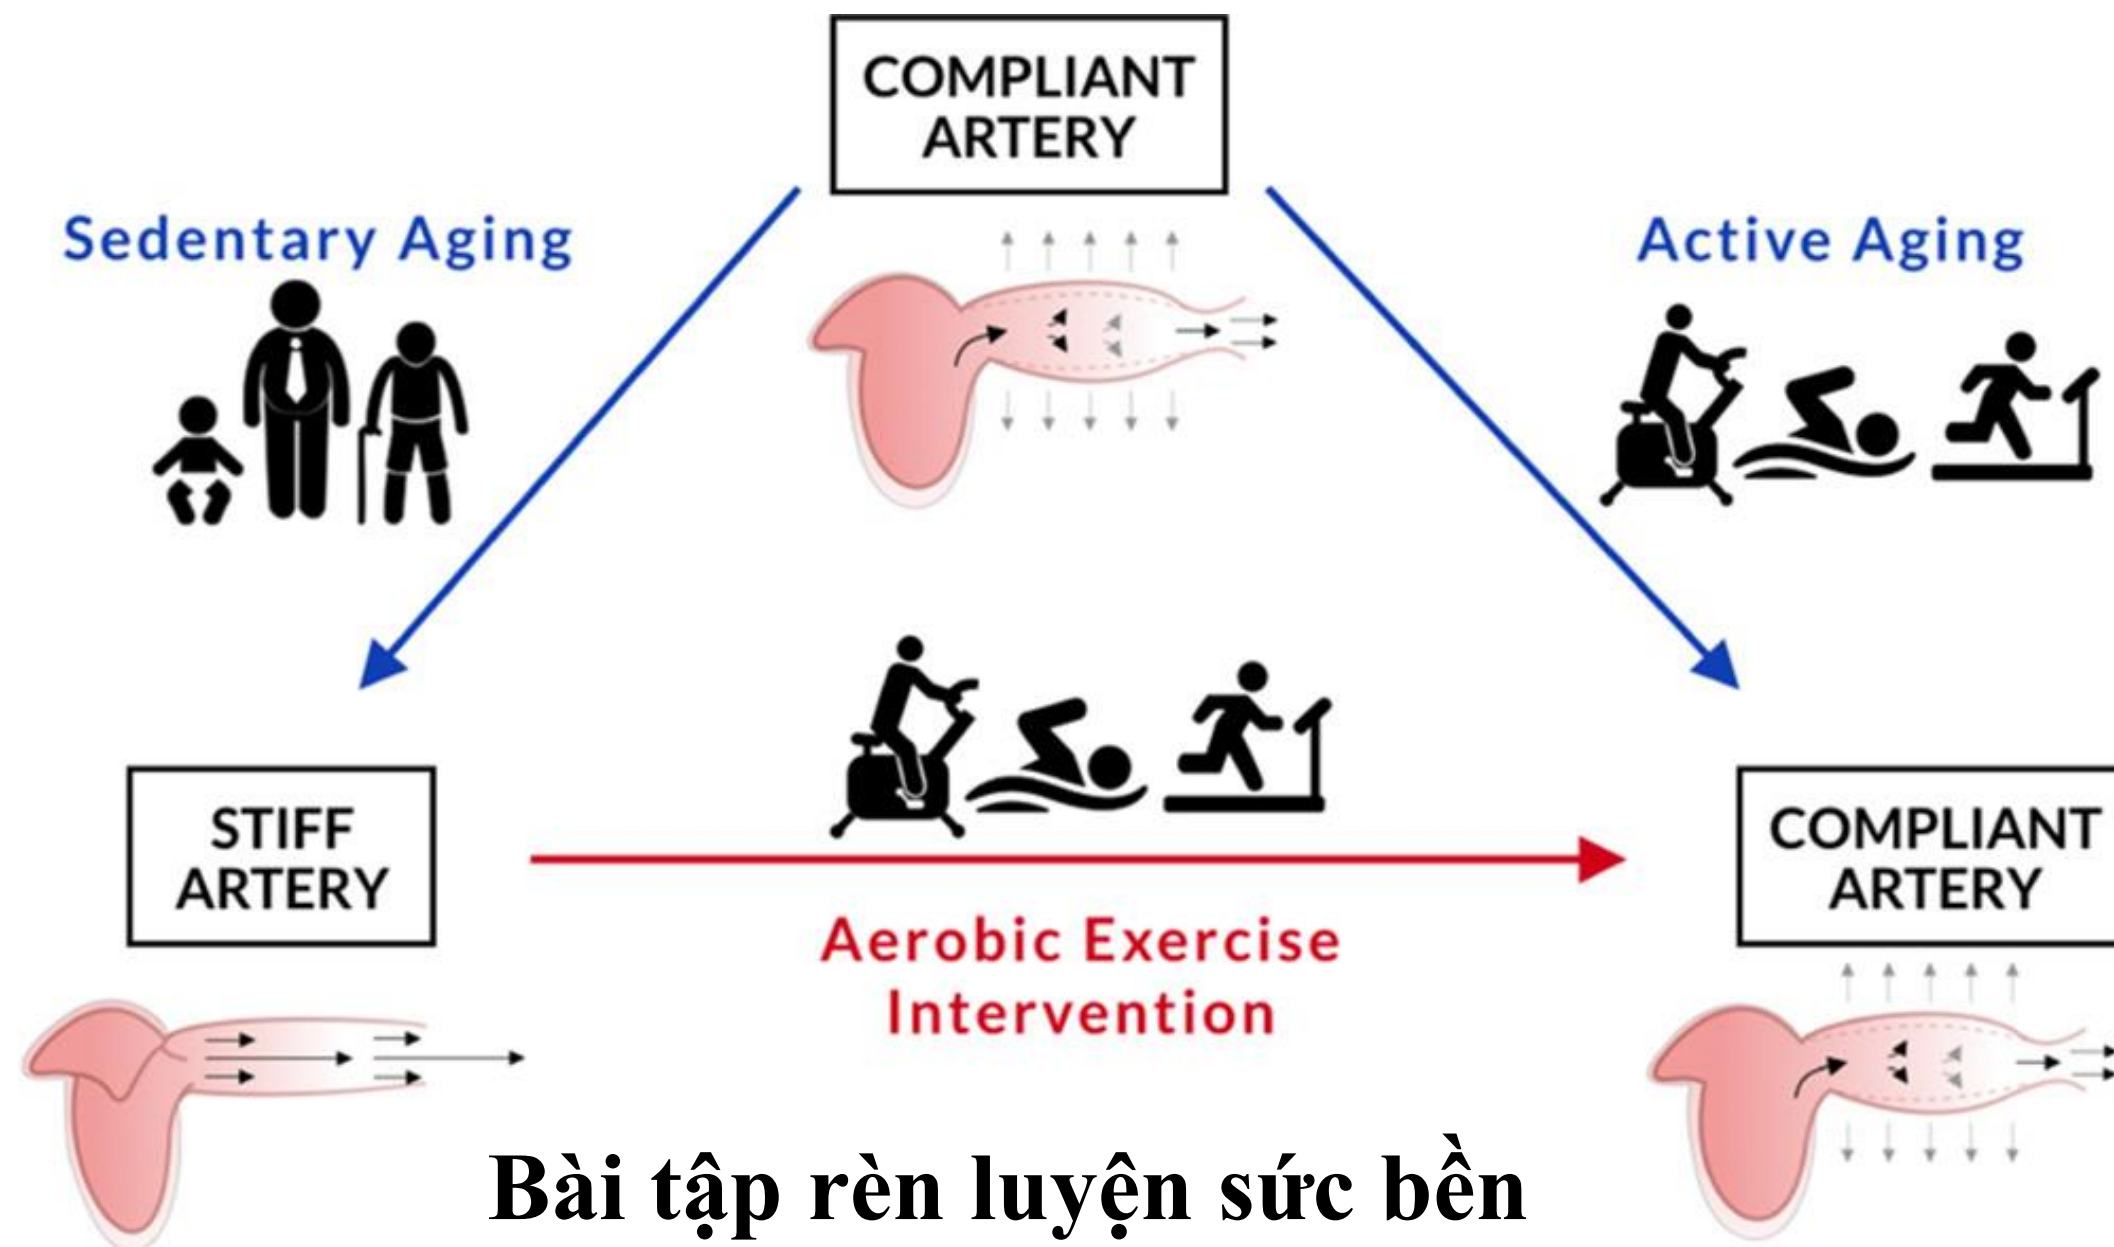 COMPLIANT
ARTERY
Sedentary Aging
Active Aging
STIFF
ARTERY
COMPLIANT
ARTERY
Aerobic Exercise
Intervention
Bài tập rèn luyện sức bền